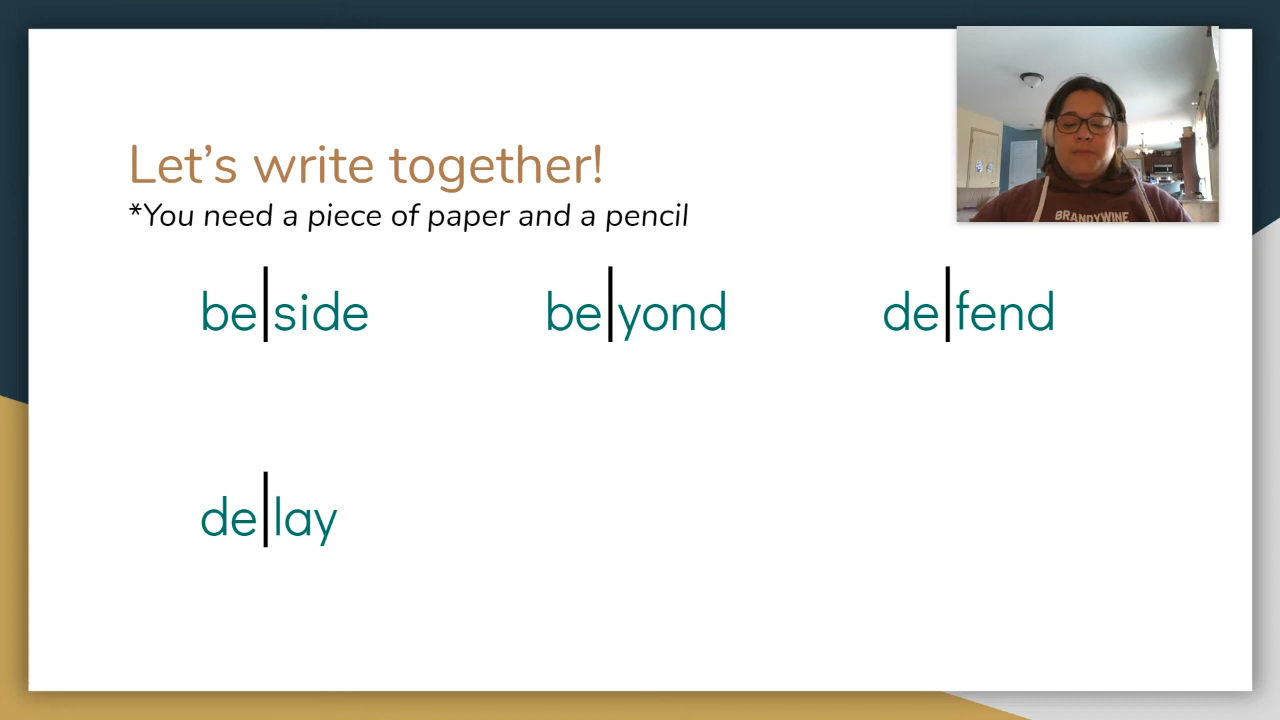 Let's write together!
*You need a piece of paper and a pencil
be|side be|yond de|fend
de|lay
BRANDYWINE